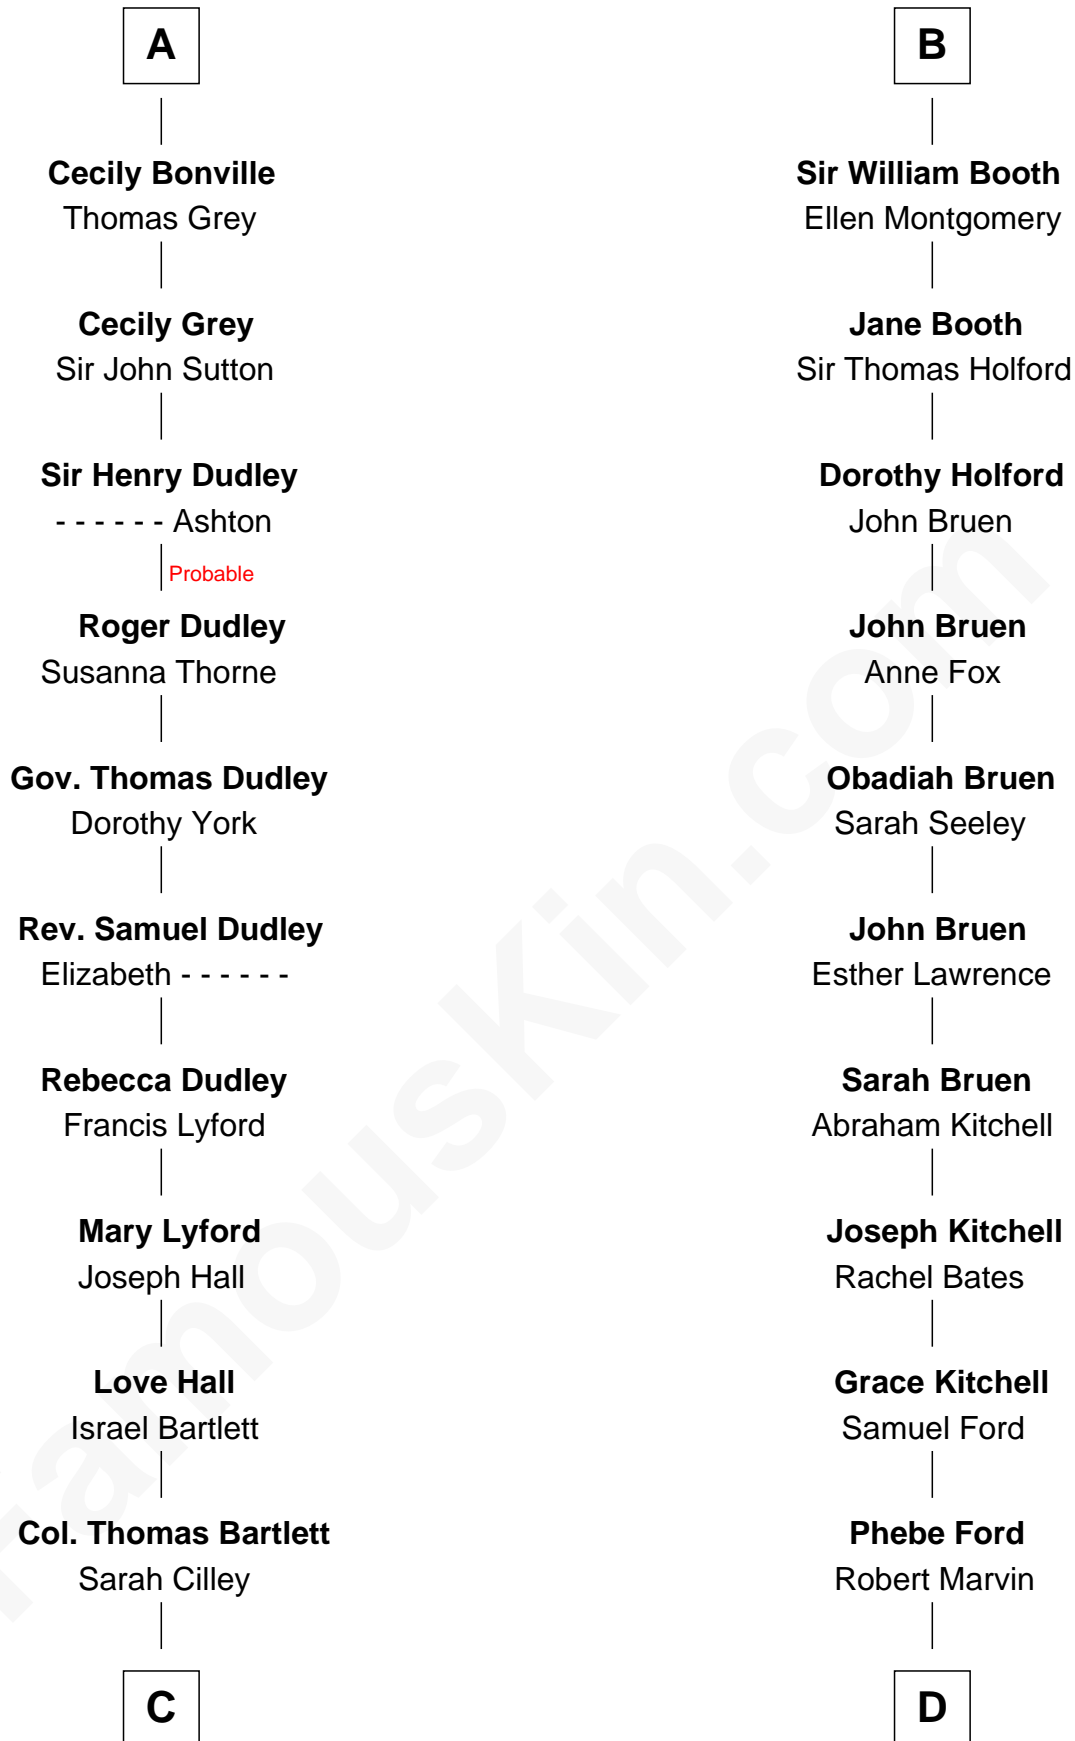 A
Cecily Bonville
Thomas Grey
Cecily Grey
Sir John Sutton
Sir Henry Dudley
- - - - - - Ashton
Probable
Roger Dudley
Susanna Thorne
Gov. Thomas Dudley
Dorothy York
Rev. Samuel Dudley
Elizabeth - - - - - -
Rebecca Dudley
Francis Lyford
Mary Lyford
Joseph Hall
Love Hall
Israel Bartlett
Col. Thomas Bartlett
Sarah Cilley
C
B
Sir William Booth
Ellen Montgomery
Jane Booth
Sir Thomas Holford
Dorothy Holford
John Bruen
John Bruen
Anne Fox
Obadiah Bruen
Sarah Seeley
John Bruen
Esther Lawrence
Sarah Bruen
Abraham Kitchell
Joseph Kitchell
Rachel Bates
Grace Kitchell
Samuel Ford
Phebe Ford
Robert Marvin
D
FamousKin.com